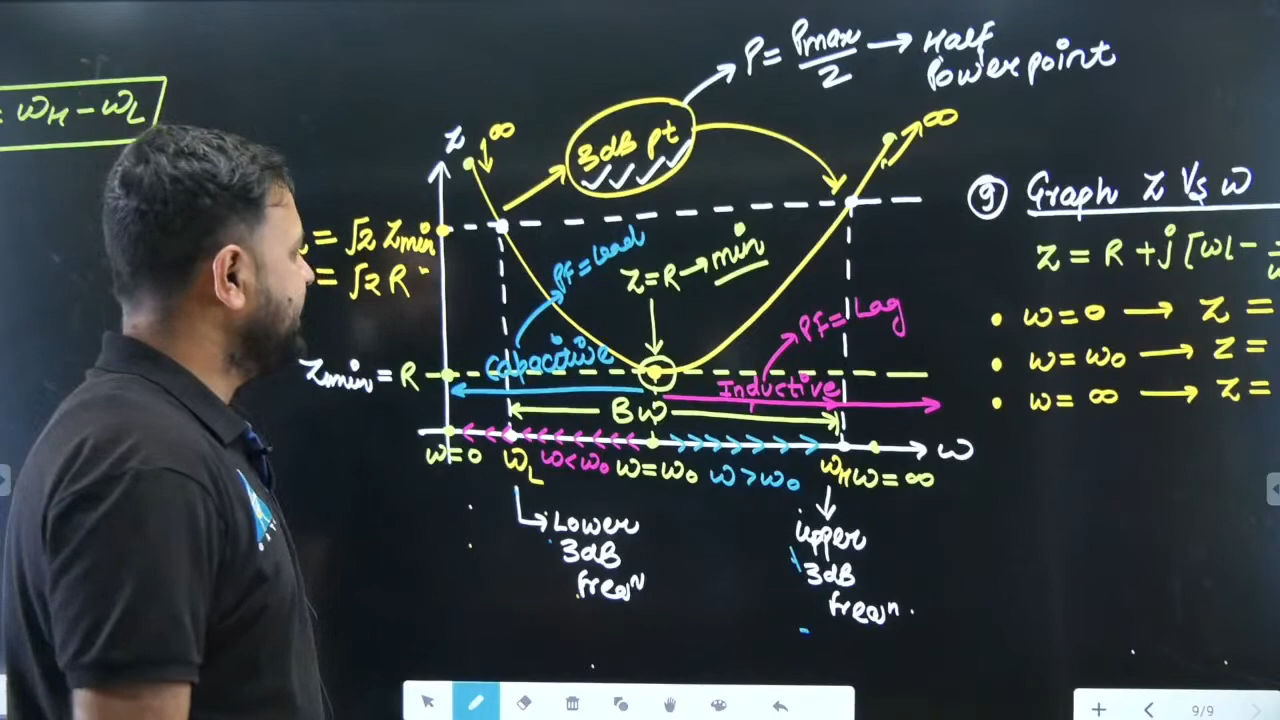 = ωH - ωL
P = Pmax/2 → Half
Power point
Z
∞
3dB pt
∞
⑨ Graph Z Vs ω
= √2 Zmin
= √2 R
PF = Lead
Z = R → min
Z = R + j [ωL -
PF = Lag
• ω = 0 → Z =
• ω = ω0 → Z =
• ω = ∞ → Z =
Zmin = R
Capacitive
Inductive
BW
ω
ω = 0
ωL
ω < ω0
ω = ω0
ω > ω0
ωH
ω = ∞
Lower
3dB
freqn
Upper
3dB
freqn.
9/9